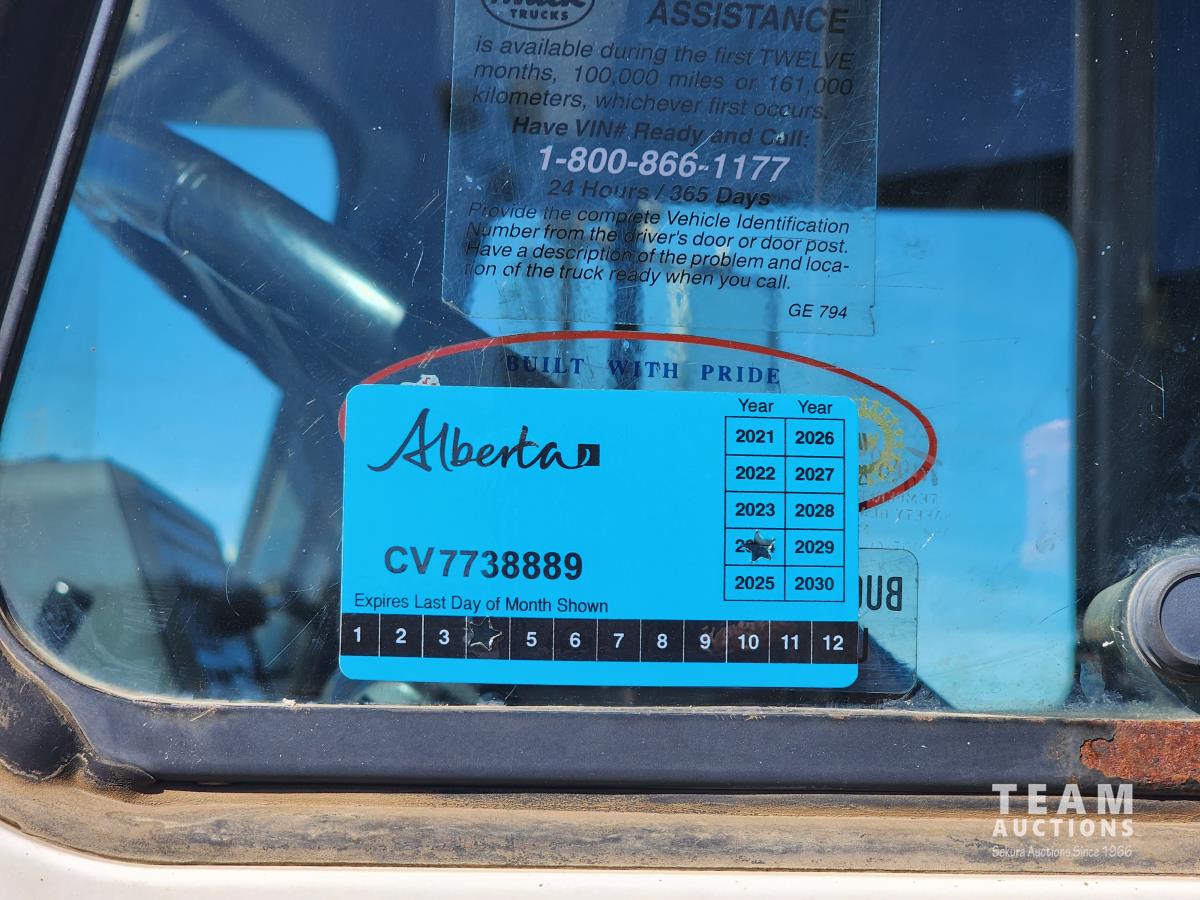 TRUCKS
ASSISTANCE
is available during the first TWELVE
months, 100,000 miles or 161,000
kilometers, whichever first occurs.
Have VIN# Ready and Call:
1-800-866-1177
24 Hours / 365 Days
Provide the complete Vehicle Identification
Number from the driver's door or door post.
Have a description of the problem and loca-
tion of the truck ready when you call.
GE 794
BUILT WITH PRIDE
Alberta
Year Year
2021 2026
2022 2027
2023 2028
2029
2025 2030
CV7738889
Expires Last Day of Month Shown
1 2 3 5 6 7 8 9 10 11 12
TEAM
AUCTIONS
Sekura Auctions Since 1966